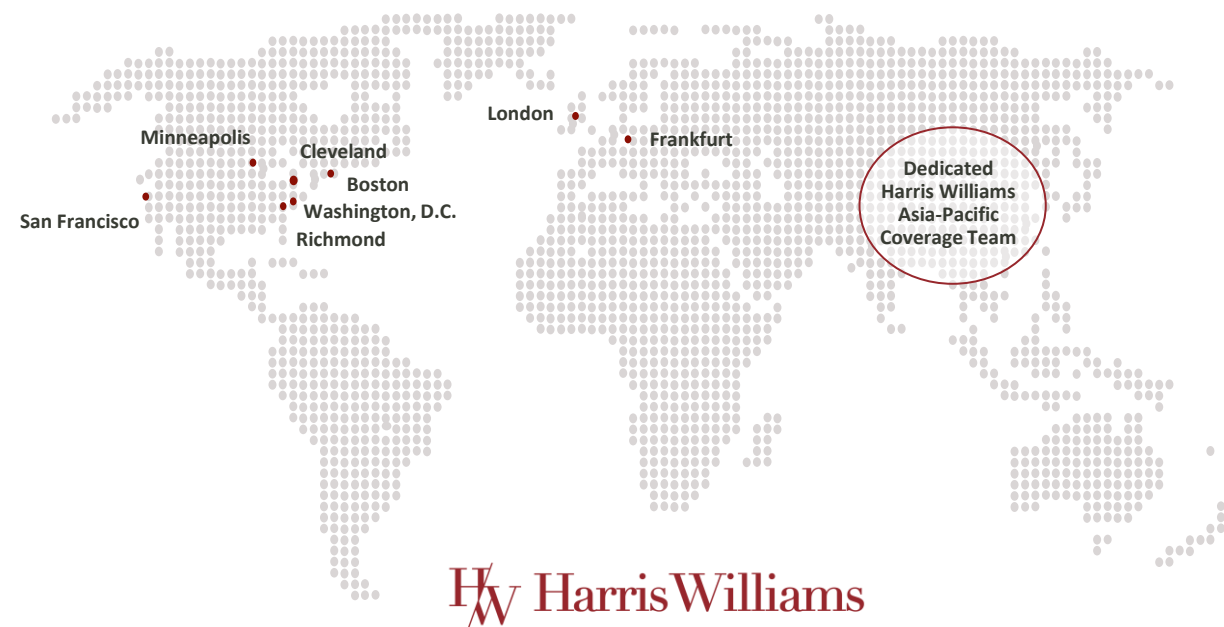 London
Minneapolis
Frankfurt
Cleveland
Boston
San Francisco
Washington, D.C.
Richmond
Dedicated
Harris Williams
Asia-Pacific
Coverage Team
HW Harris Williams